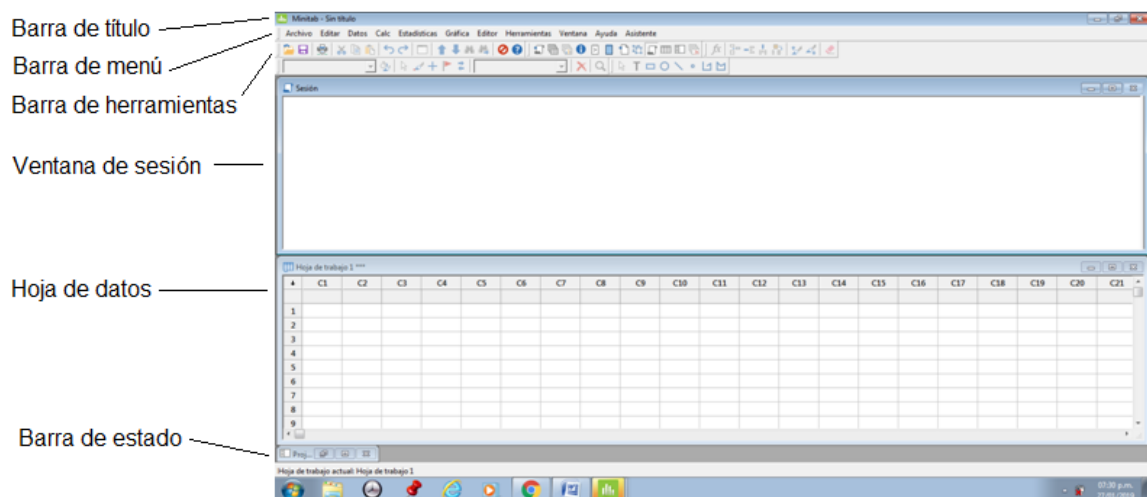 Barra de título
Barra de menú
Barra de herramientas
Ventana de sesión
Hoja de datos
Barra de estado
Minitab - Sin título
Archivo Editar Datos Calc Estadísticas Gráfica Editor Herramientas Ventana Ayuda Asistente
Sesión
Hoja de trabajo 1 ***
C1 C2 C3 C4 C5 C6 C7 C8 C9 C10 C11 C12 C13 C14 C15 C16 C17 C18 C19 C20 C21
1
2
3
4
5
6
7
8
9
Proj...
Hoja de trabajo actual: Hoja de trabajo 1
07:30 p.m.